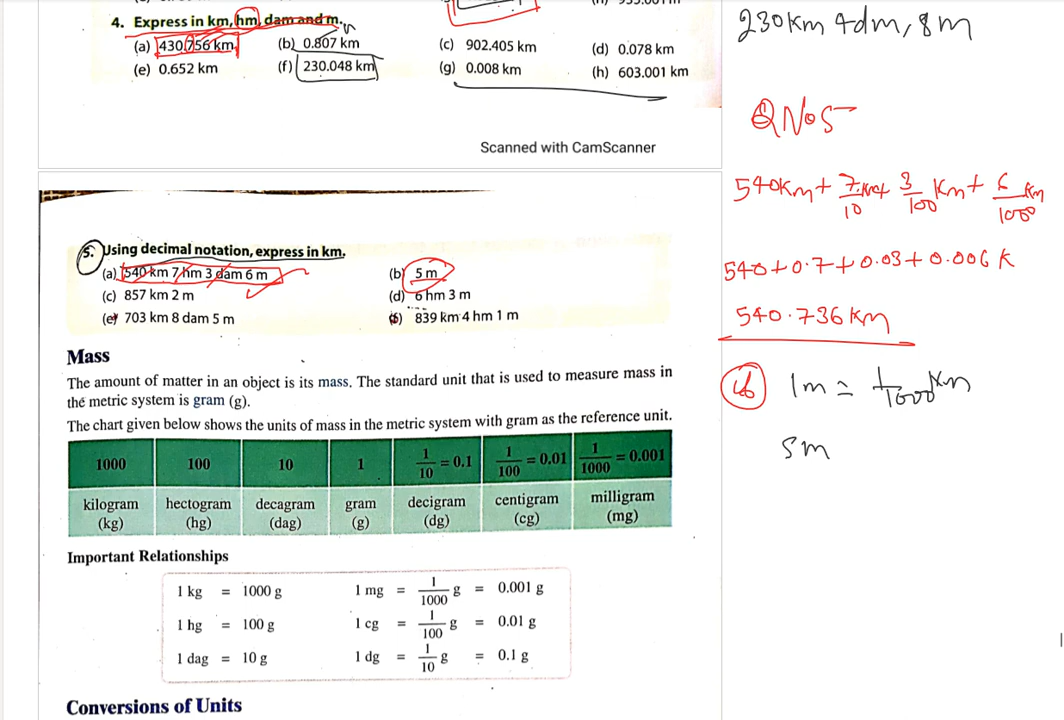 4. Express in km, hm, dam and m.
(a) 430.756 km (b) 0.807 km (c) 902.405 km (d) 0.078 km
(e) 0.652 km (f) 230.048 km (g) 0.008 km (h) 603.001 km
Scanned with CamScanner
5. Using decimal notation, express in km.
(a) 540 km 7 hm 3 dam 6 m (b) 5 m
(c) 857 km 2 m (d) 6 hm 3 m
(e) 703 km 8 dam 5 m (f) 839 km 4 hm 1 m
Mass
The amount of matter in an object is its mass. The standard unit that is used to measure mass in
the metric system is gram (g).
The chart given below shows the units of mass in the metric system with gram as the reference unit.
1000 100 10 1 1/10 = 0.1 1/100 = 0.01 1/1000 = 0.001
kilogram (kg) hectogram (hg) decagram (dag) gram (g) decigram (dg) centigram (cg) milligram (mg)
Important Relationships
1 kg = 1000 g 1 mg = 1/1000 g = 0.001 g
1 hg = 100 g 1 cg = 1/100 g = 0.01 g
1 dag = 10 g 1 dg = 1/10 g = 0.1 g
Conversions of Units
230km 4dm, 8m
QNo5
540km + 7/10 km + 3/100 km + 6/1000 km
540+0.7+0.03+0.006 K
540.736 km
1m = 1/1000 km
5m